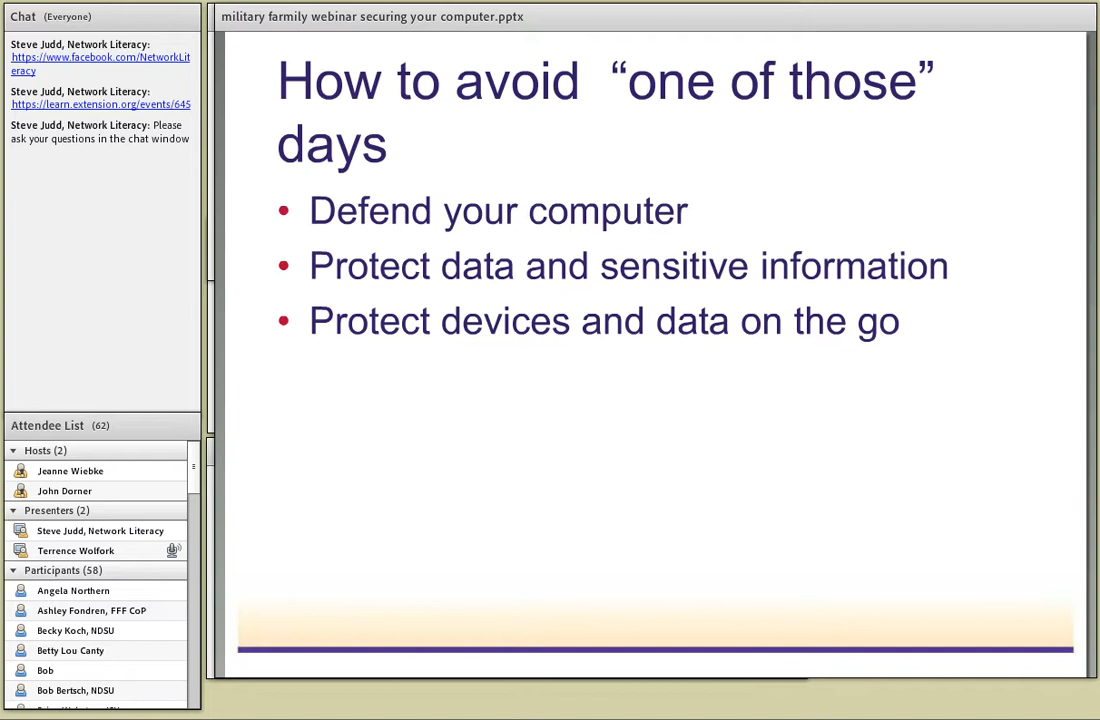 Chat (Everyone)
Steve Judd, Network Literacy:
https://www.facebook.com/NetworkLit
eracy
Steve Judd, Network Literacy:
https://learn.extension.org/events/645
Steve Judd, Network Literacy: Please
ask your questions in the chat window
Attendee List (62)
Hosts (2)
Jeanne Wiebke
John Dorner
Presenters (2)
Steve Judd, Network Literacy
Terrence Wolfork
Participants (58)
Angela Northern
Ashley Fondren, FFF CoP
Becky Koch, NDSU
Betty Lou Canty
Bob
Bob Bertsch, NDSU
military farmily webinar securing your computer.pptx
How to avoid “one of those”
days
• Defend your computer
• Protect data and sensitive information
• Protect devices and data on the go